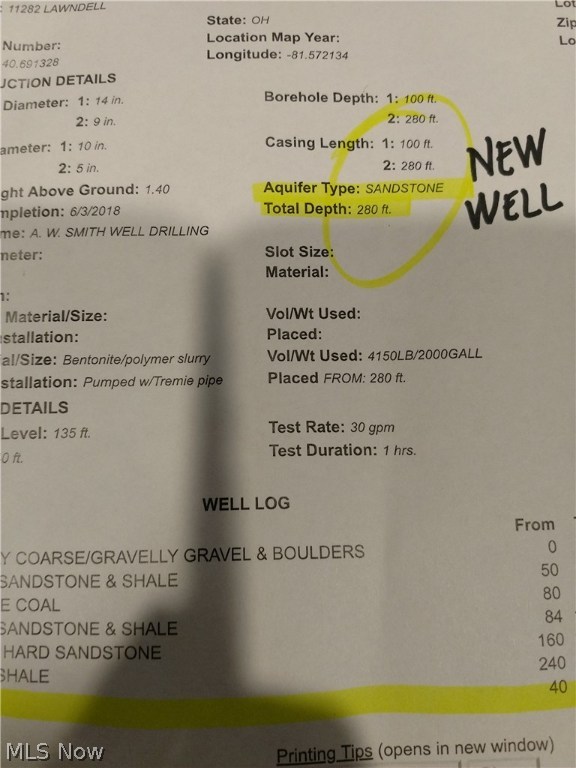 : 11282 LAWNDELL
State: OH
Lot
Number:
Location Map Year:
Zip
40.691328
Longitude: -81.572134
Lo
UCTION DETAILS
Diameter: 1: 14 in.
Borehole Depth: 1: 100 ft.
2: 9 in.
2: 280 ft.
ameter: 1: 10 in.
Casing Length: 1: 100 ft.
2: 5 in.
2: 280 ft.
NEW
WELL
ght Above Ground: 1.40
Aquifer Type: SANDSTONE
mpletion: 6/3/2018
Total Depth: 280 ft.
me: A. W. SMITH WELL DRILLING
meter:
Slot Size:
Material:
n:
Material/Size:
Vol/Wt Used:
stallation:
Placed:
al/Size: Bentonite/polymer slurry
Vol/Wt Used: 4150LB/2000GALL
stallation: Pumped w/Tremie pipe
Placed FROM: 280 ft.
DETAILS
Level: 135 ft.
Test Rate: 30 gpm
0 ft.
Test Duration: 1 hrs.
WELL LOG
From
Y COARSE/GRAVELLY GRAVEL & BOULDERS 0
SANDSTONE & SHALE 50
E COAL 80
SANDSTONE & SHALE 84
HARD SANDSTONE 160
SHALE 240
40
Printing Tips (opens in new window)
MLS Now